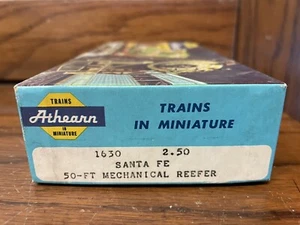 TRAINS
Athearn
IN
MINIATURE
TRAINS
IN MINIATURE
1630 2.50
SANTA FE
50-FT MECHANICAL REEFER